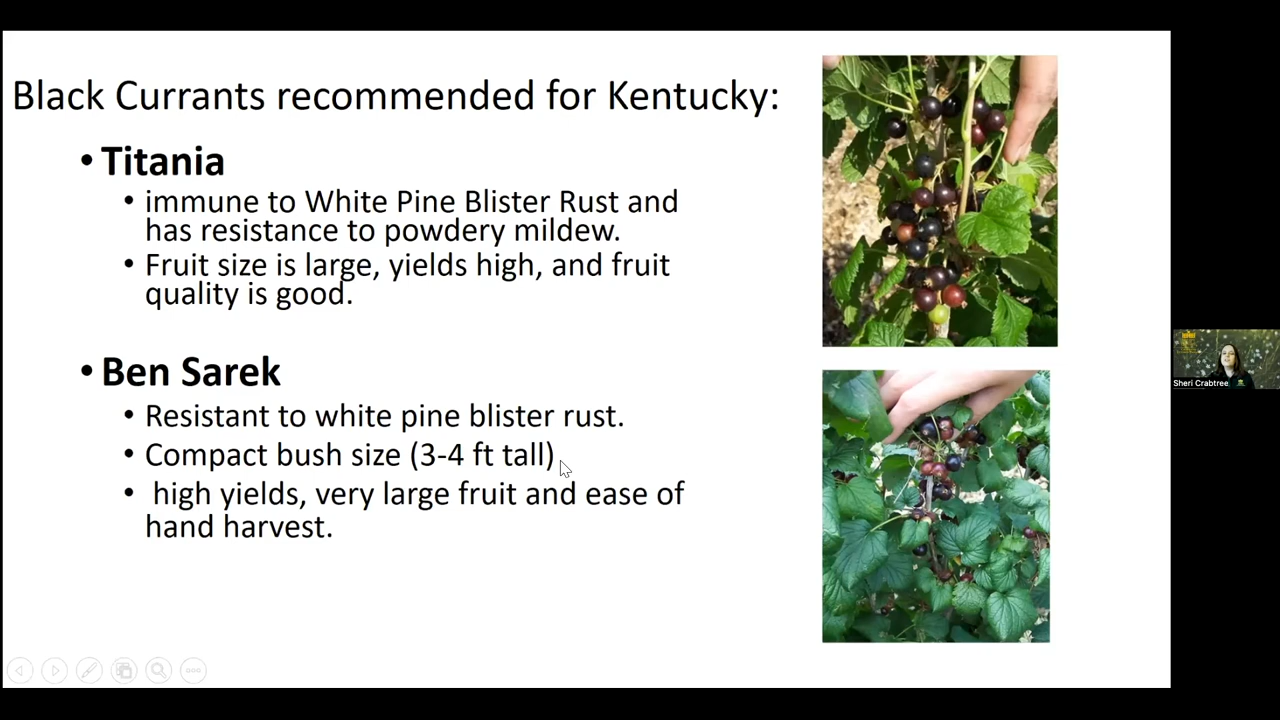 Black Currants recommended for Kentucky:
• Titania
• immune to White Pine Blister Rust and
has resistance to powdery mildew.
• Fruit size is large, yields high, and fruit
quality is good.
• Ben Sarek
• Resistant to white pine blister rust.
• Compact bush size (3-4 ft tall)
• high yields, very large fruit and ease of
hand harvest.
Sheri Crabtree